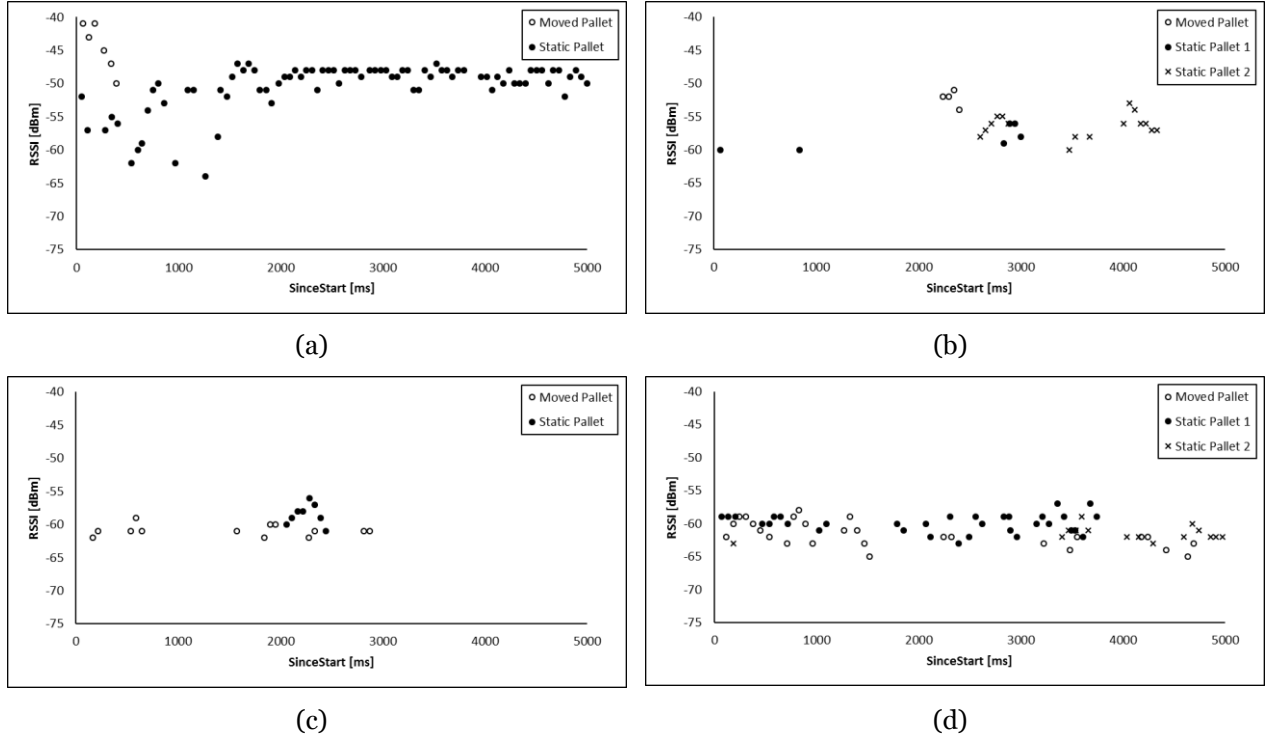 -40
-45
-50
-55
-60
-65
-70
-75
RSSI [dBm]
0 1000 2000 3000 4000 5000
SinceStart [ms]
Moved Pallet
Static Pallet
(a)
-40
-45
-50
-55
-60
-65
-70
-75
RSSI [dBm]
0 1000 2000 3000 4000 5000
SinceStart [ms]
Moved Pallet
Static Pallet 1
Static Pallet 2
(b)
-40
-45
-50
-55
-60
-65
-70
-75
RSSI [dBm]
0 1000 2000 3000 4000 5000
SinceStart [ms]
Moved Pallet
Static Pallet
(c)
-40
-45
-50
-55
-60
-65
-70
-75
RSSI [dBm]
0 1000 2000 3000 4000 5000
SinceStart [ms]
Moved Pallet
Static Pallet 1
Static Pallet 2
(d)